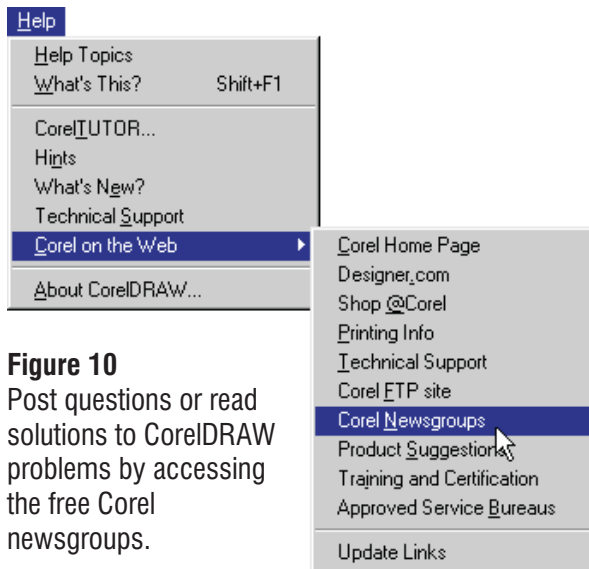 Help
Help Topics
What's This? Shift+F1
CorelTUTOR...
Hints
What's New?
Technical Support
Corel on the Web
About CorelDRAW...
Corel Home Page
Designer.com
Shop @Corel
Printing Info
Technical Support
Corel FTP site
Corel Newsgroups
Product Suggestions
Training and Certification
Approved Service Bureaus
Update Links
Figure 10
Post questions or read
solutions to CorelDRAW
problems by accessing
the free Corel
newsgroups.